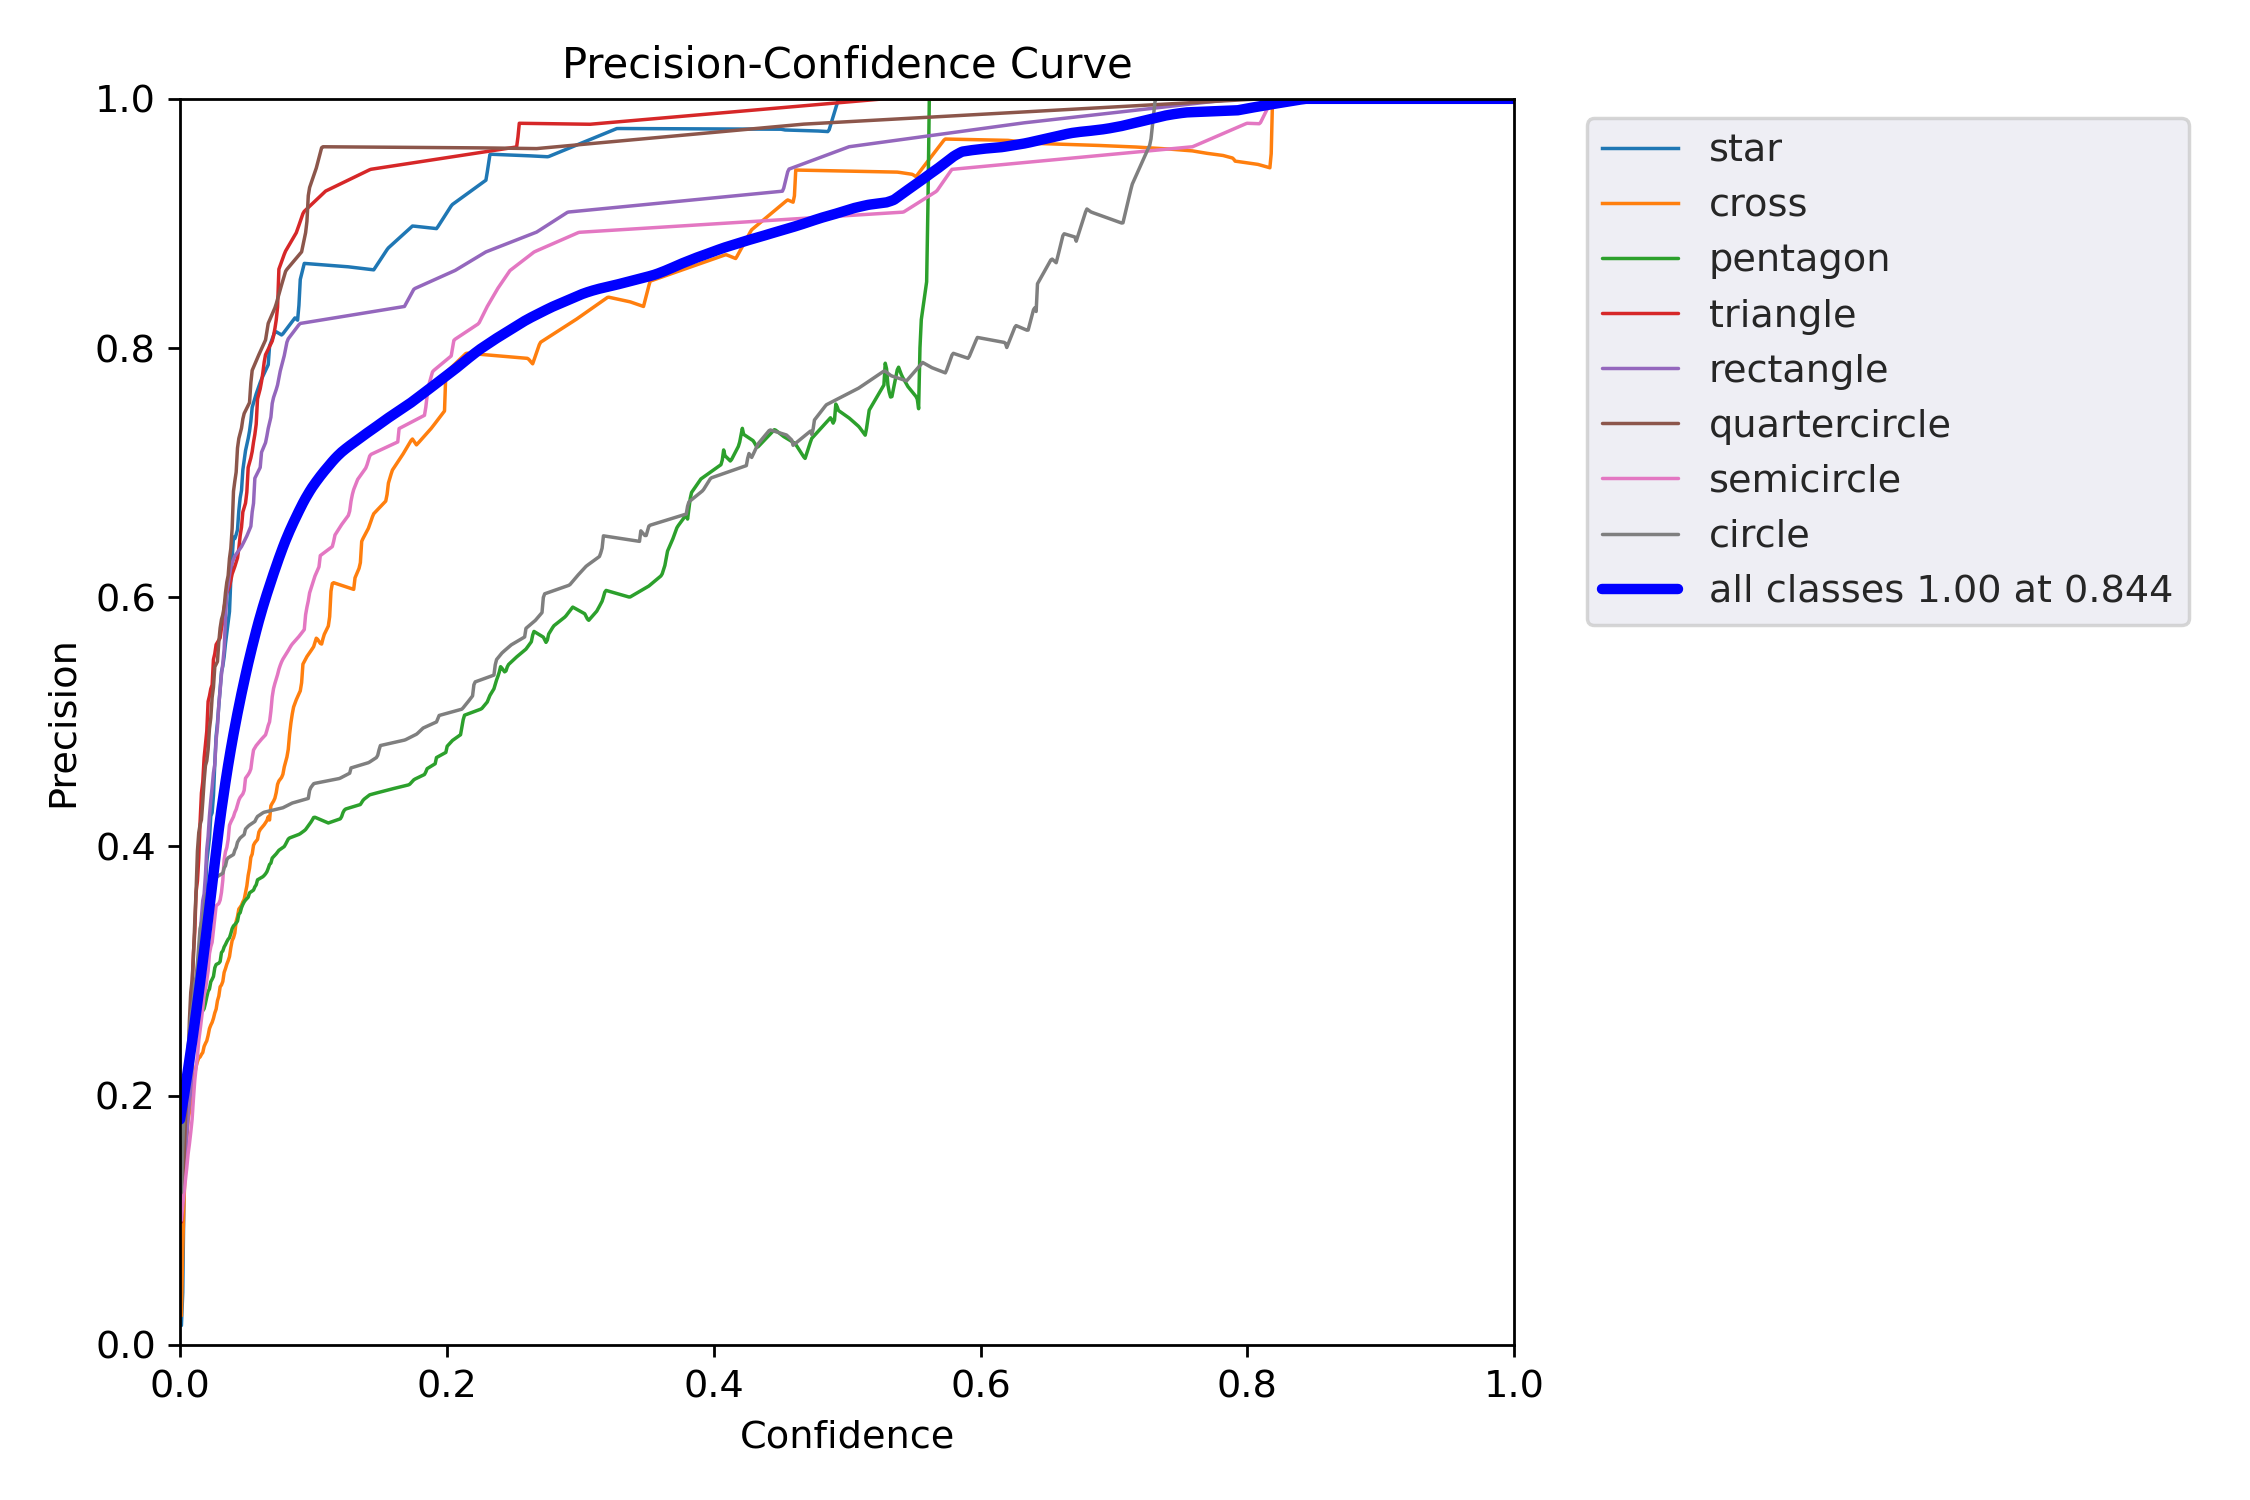 Precision-Confidence Curve
1.0
0.8
0.6
0.4
0.2
0.0
Precision
0.0 0.2 0.4 0.6 0.8 1.0
Confidence
star
cross
pentagon
triangle
rectangle
quartercircle
semicircle
circle
all classes 1.00 at 0.844